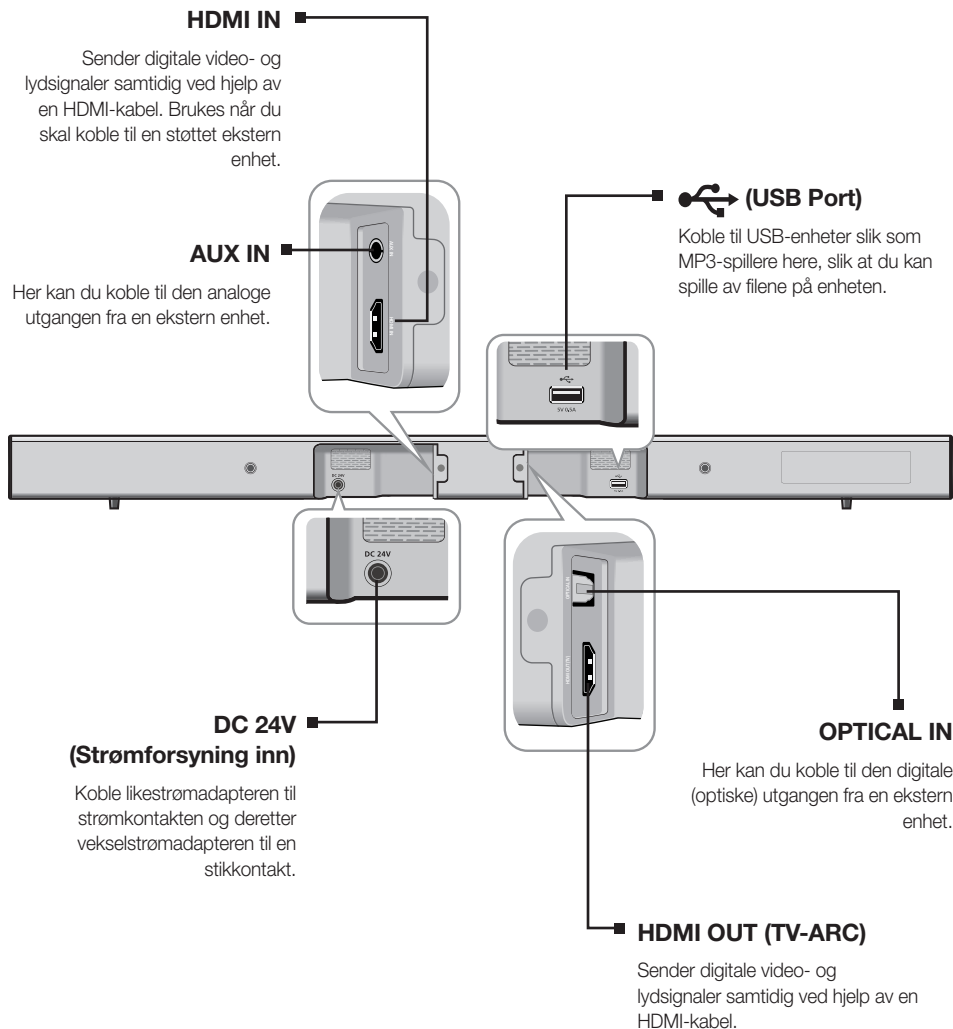 HDMI IN
Sender digitale video- og
lydsignaler samtidig ved hjelp av
en HDMI-kabel. Brukes når du
skal koble til en støttet ekstern
enhet.
(USB Port)
Koble til USB-enheter slik som
MP3-spillere here, slik at du kan
spille av filene på enheten.
AUX IN
Her kan du koble til den analoge
utgangen fra en ekstern enhet.
5V 0,5A
DC 24V
DC 24V
OPTICAL IN
DC 24V
(Strømforsyning inn)
Koble likestrømadapteren til
strømkontakten og deretter
vekselstrømadapteren til en
stikkontakt.
OPTICAL IN
Her kan du koble til den digitale
(optiske) utgangen fra en ekstern
enhet.
HDMI OUT (TV-ARC)
Sender digitale video- og
lydsignaler samtidig ved hjelp av en
HDMI-kabel.